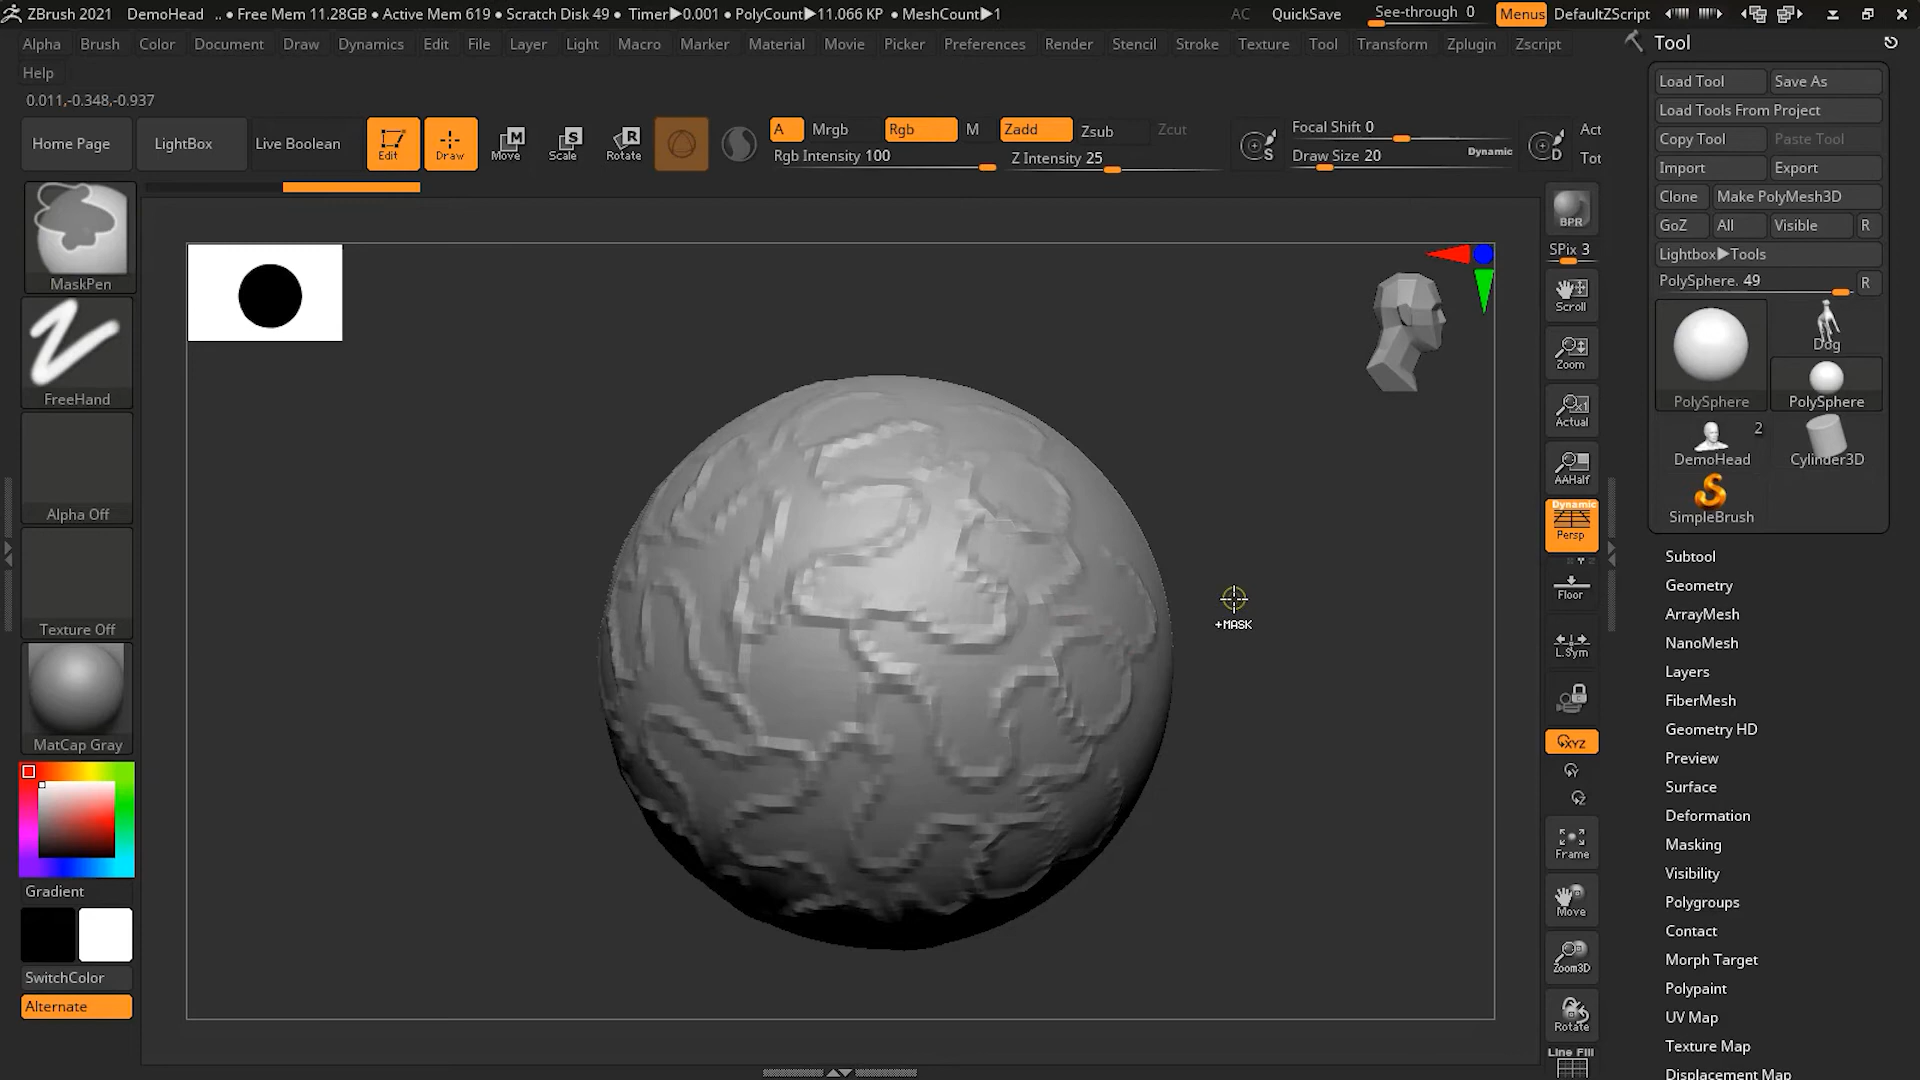 ZBrush 2021 DemoHead .. • Free Mem 11.28GB • Active Mem 619 • Scratch Disk 49 • Timer▶0.001 • PolyCount▶11.066 KP • MeshCount▶1 AC QuickSave See-through 0 Menus DefaultZScript
Alpha Brush Color Document Draw Dynamics Edit File Layer Light Macro Marker Material Movie Picker Preferences Render Stencil Stroke Texture Tool Transform Zplugin Zscript
Help
0.011,-0.348,-0.937
Home Page LightBox Live Boolean Edit Draw Move Scale Rotate
M S R
A Mrgb Rgb M Zadd Zsub Zcut
Rgb Intensity 100 Z Intensity 25
S Focal Shift 0
Draw Size 20 Dynamic D
Act
Tot
MaskPen
FreeHand
Alpha Off
Texture Off
MatCap Gray
Gradient
SwitchColor
Alternate
+MASK
BPR
SPix 3
Scroll
Zoom
Actual
AAHalf
Dynamic
Persp
Floor
L.Sym
XYZ
Y
Z
Frame
Move
Zoom3D
Rotate
Line Fill
Tool
Load Tool Save As
Load Tools From Project
Copy Tool Paste Tool
Import Export
Clone Make PolyMesh3D
GoZ All Visible R
Lightbox▶Tools
PolySphere. 49 R
PolySphere Dog
PolySphere
DemoHead 2 Cylinder3D
SimpleBrush
Subtool
Geometry
ArrayMesh
NanoMesh
Layers
FiberMesh
Geometry HD
Preview
Surface
Deformation
Masking
Visibility
Polygroups
Contact
Morph Target
Polypaint
UV Map
Texture Map
Displacement Map